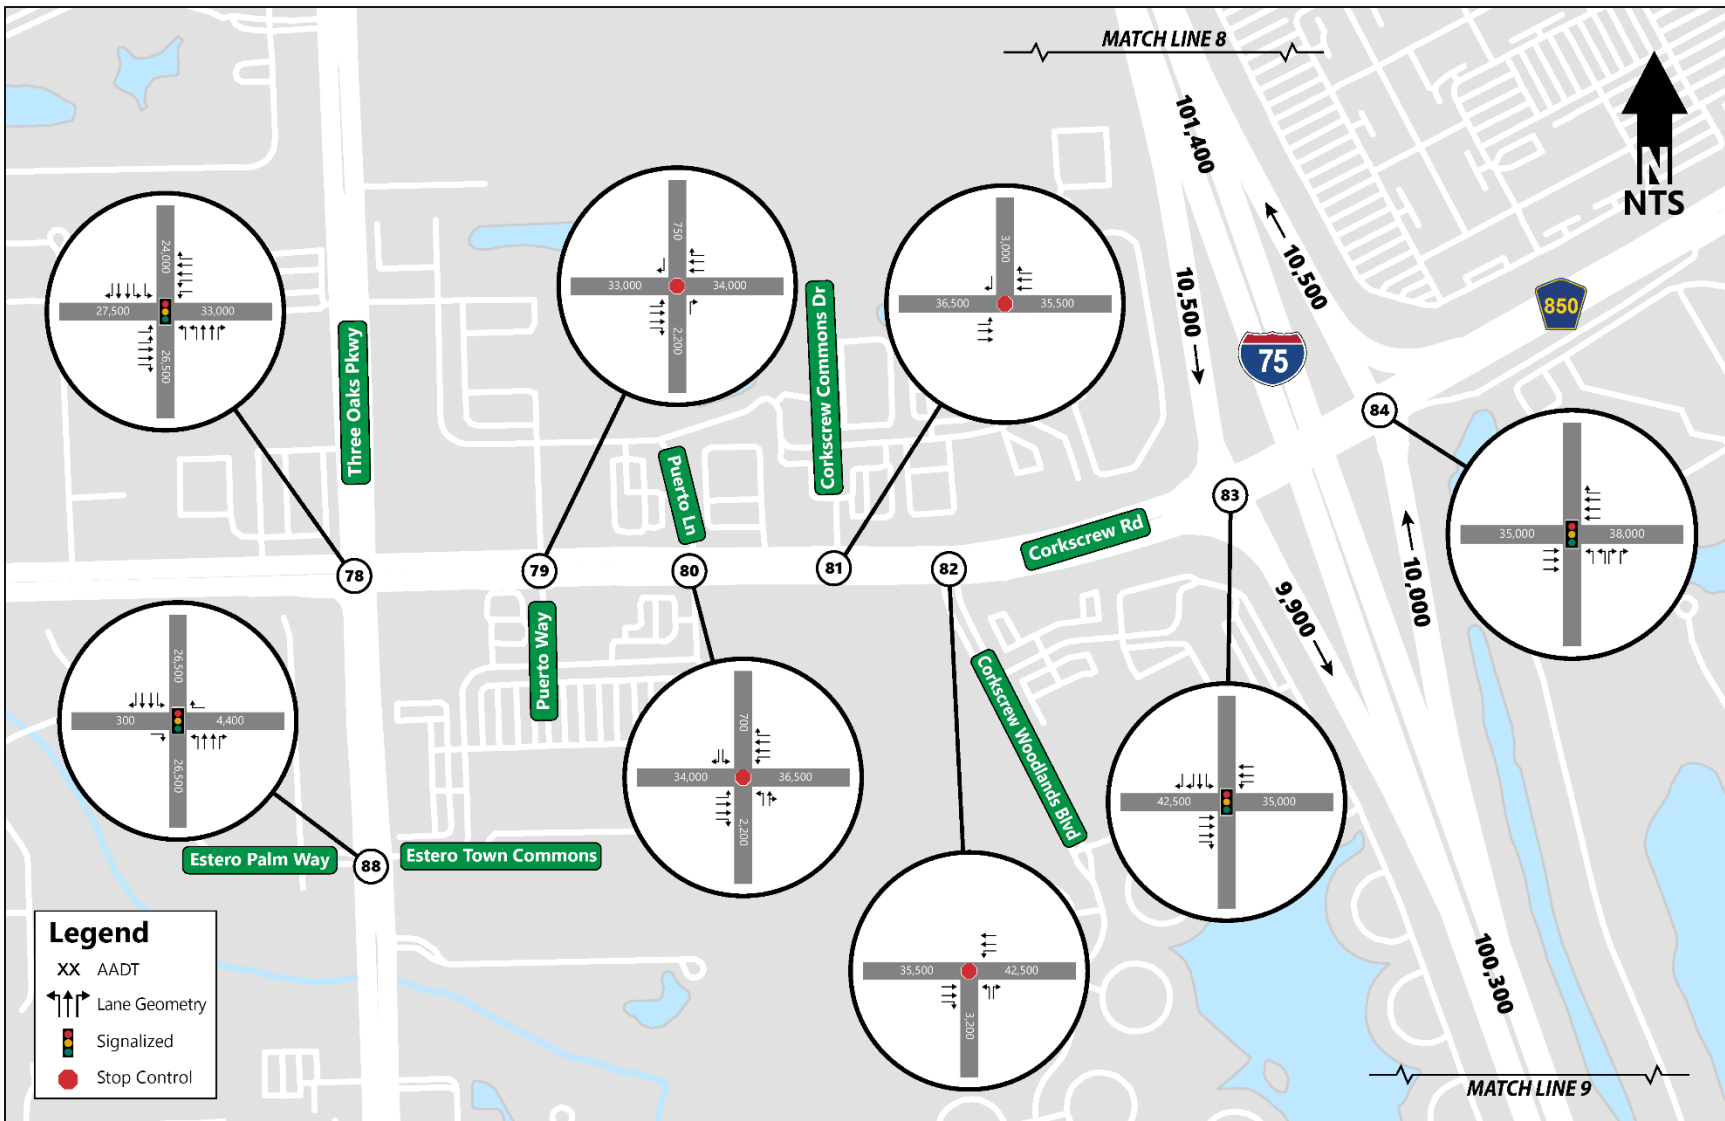 MATCH LINE 8
N
NTS
101,400
10,500
10,500
75
850
24,000
27,500
33,000
26,500
Three Oaks Pkwy
750
33,000
34,000
2,200
Corkscrew Commons Dr
3,000
36,500
35,500
Puerto Ln
84
35,000
38,000
83
Corkscrew Rd
78
79
80
81
82
10,000
9,900
Puerto Way
26,500
300
4,400
26,500
Corkscrew Woodlands Blvd
700
34,000
36,500
2,200
42,500
35,000
Estero Palm Way
88
Estero Town Commons
35,500
42,500
3,200
100,300
Legend
XX AADT
Lane Geometry
Signalized
Stop Control
MATCH LINE 9